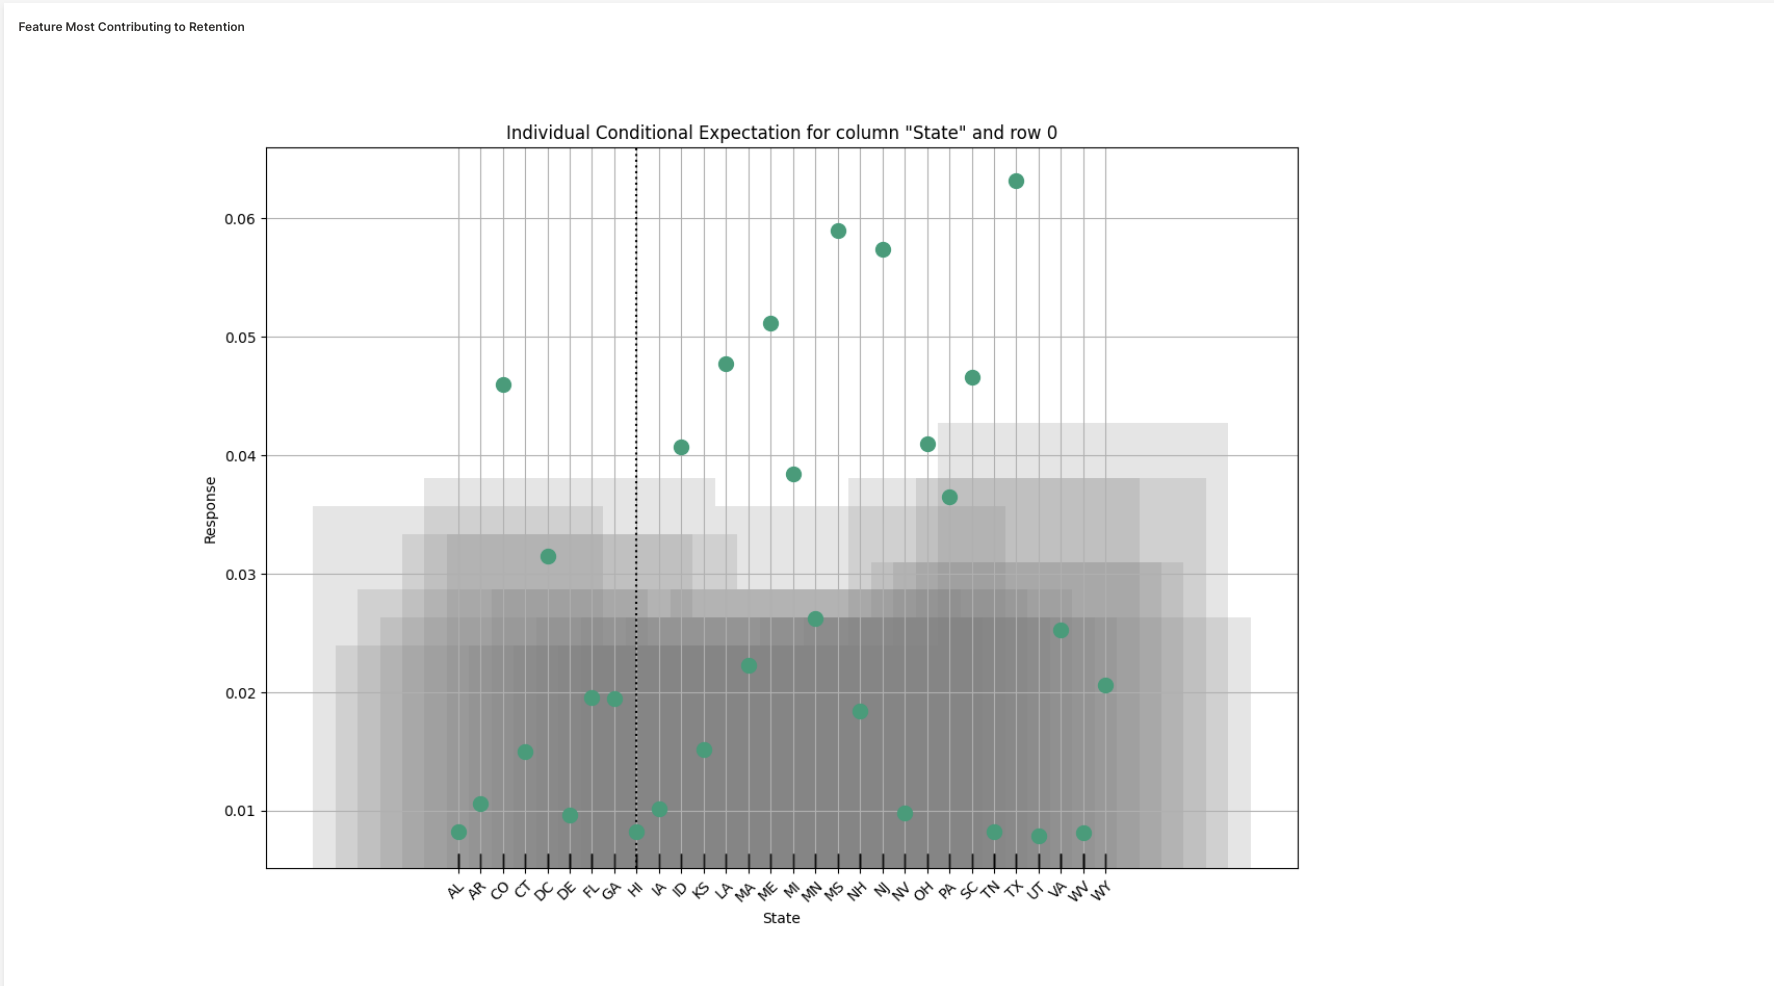 Feature Most Contributing to Retention
Individual Conditional Expectation for column "State" and row 0
Response
0.06
0.05
0.04
0.03
0.02
0.01
AL AR CO CT DC DE FL GA HI IA ID KS LA MA ME MI MN MS NH NJ NV OH PA SC TN TX UT VA WV WY
State